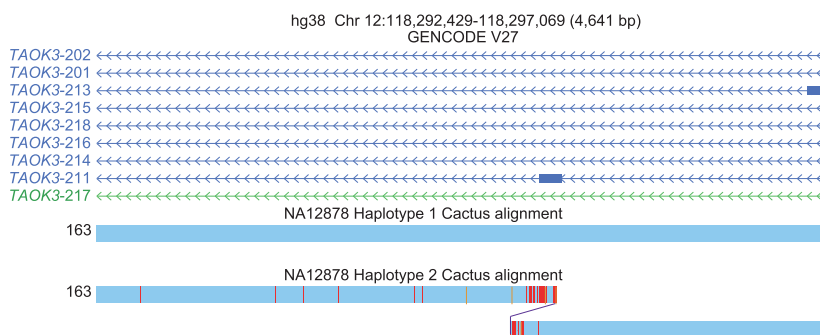 hg38 Chr 12:118,292,429-118,297,069 (4,641 bp)
GENCODE V27
TAOK3-202
TAOK3-201
TAOK3-213
TAOK3-215
TAOK3-218
TAOK3-216
TAOK3-214
TAOK3-211
TAOK3-217
NA12878 Haplotype 1 Cactus alignment
163
NA12878 Haplotype 2 Cactus alignment
163